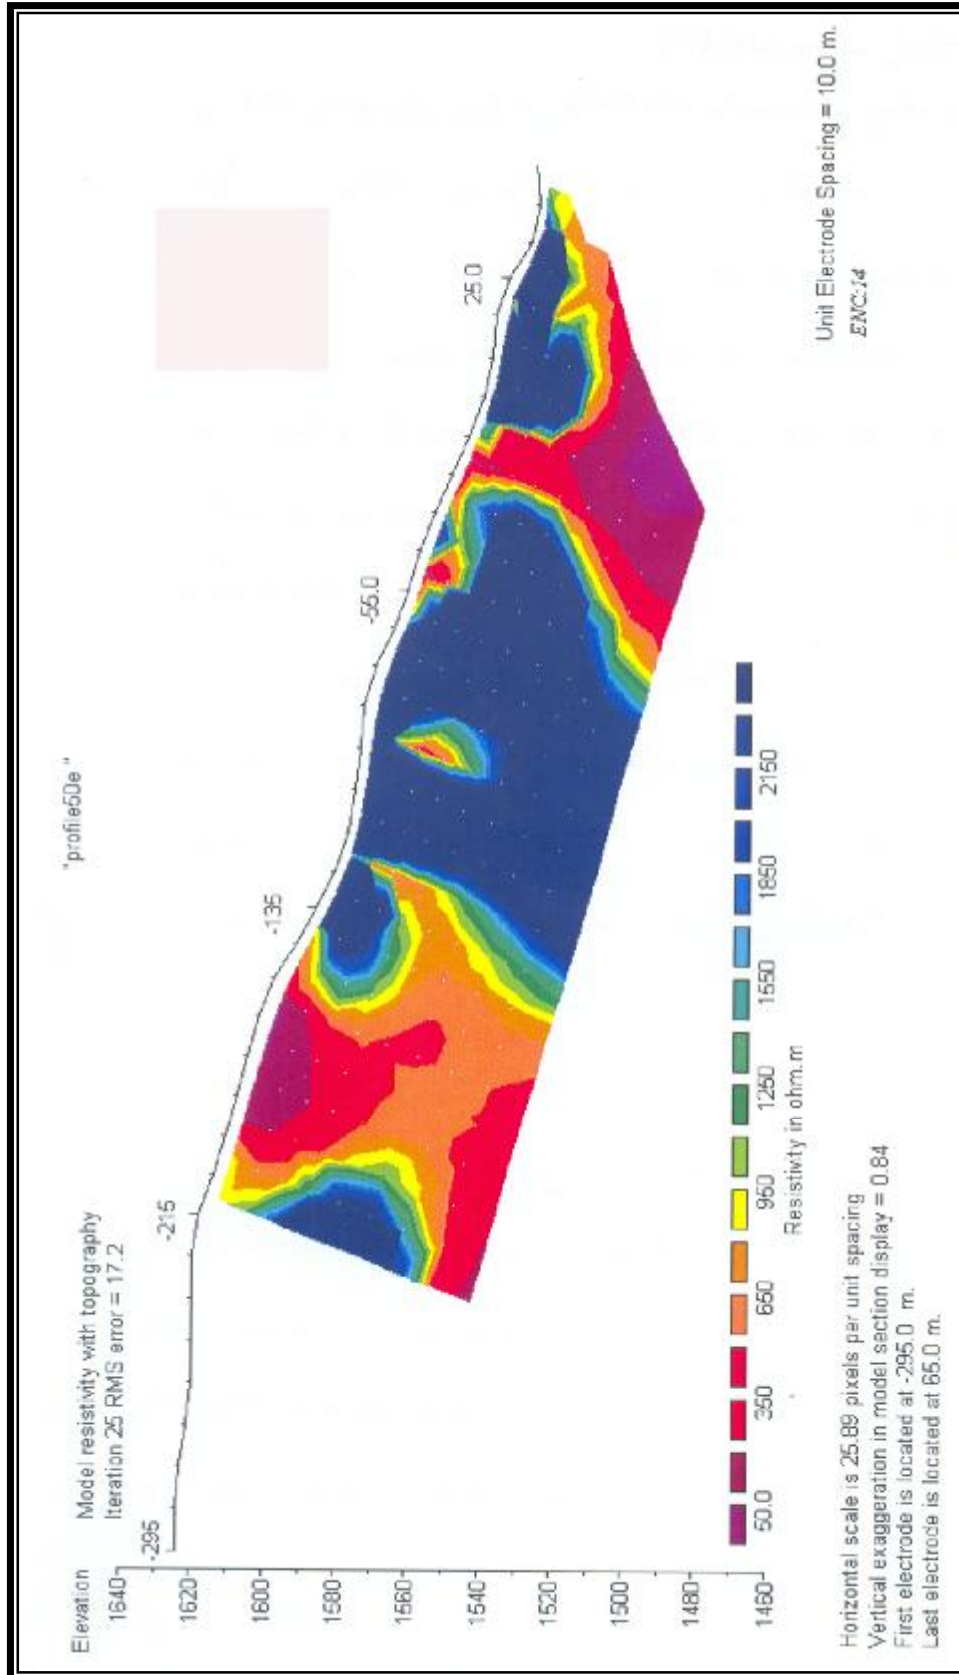 "profile50e "
Model resistivity with topography
Iteration 25 RMS error = 17.2
Elevation
-295
-215
-135
-55.0
25.0
1640
1620
1600
1580
1560
1540
1520
1500
1480
1460
50.0 350 650 950 1250 1550 1850 2150
Resistivity in ohm.m
Unit Electrode Spacing = 10.0 m.
ENC:14
Horizontal scale is 25.89 pixels per unit spacing
Vertical exaggeration in model section display = 0.84
First electrode is located at -295.0 m.
Last electrode is located at 65.0 m.